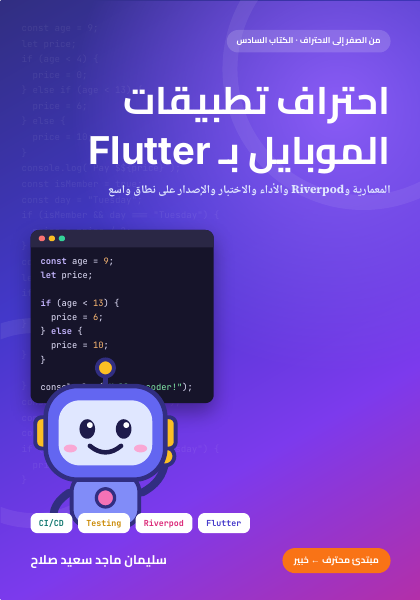 من الصفر إلى الاحتراف · الكتاب السادس
احتراف تطبيقات
الموبايل بـ Flutter
المعمارية وRiverpod والأداء والاختبار والإصدار على نطاق واسع
const age = 9;
let price;
if (age < 13) {
price = 6;
} else {
price = 10;
}
coder!");
CI/CD
Testing
Riverpod
Flutter
سليمان ماجد سعيد صلاح
مبتدئ محترف ← خبير